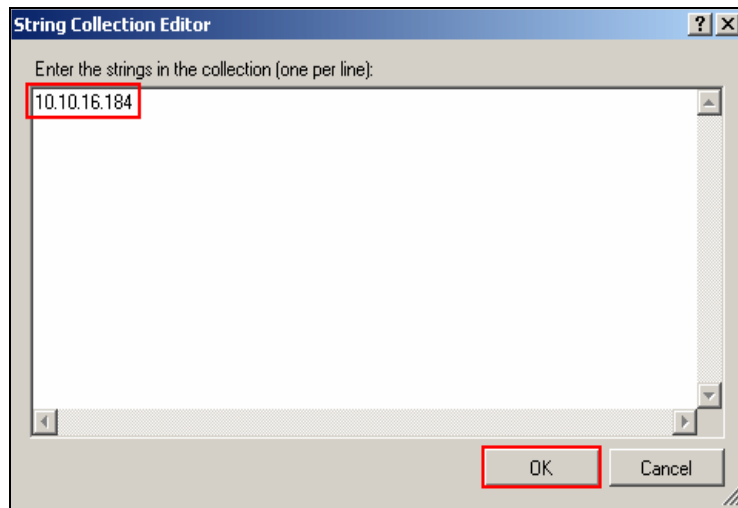 String Collection Editor
Enter the strings in the collection (one per line):
10.10.16.184
OK
Cancel